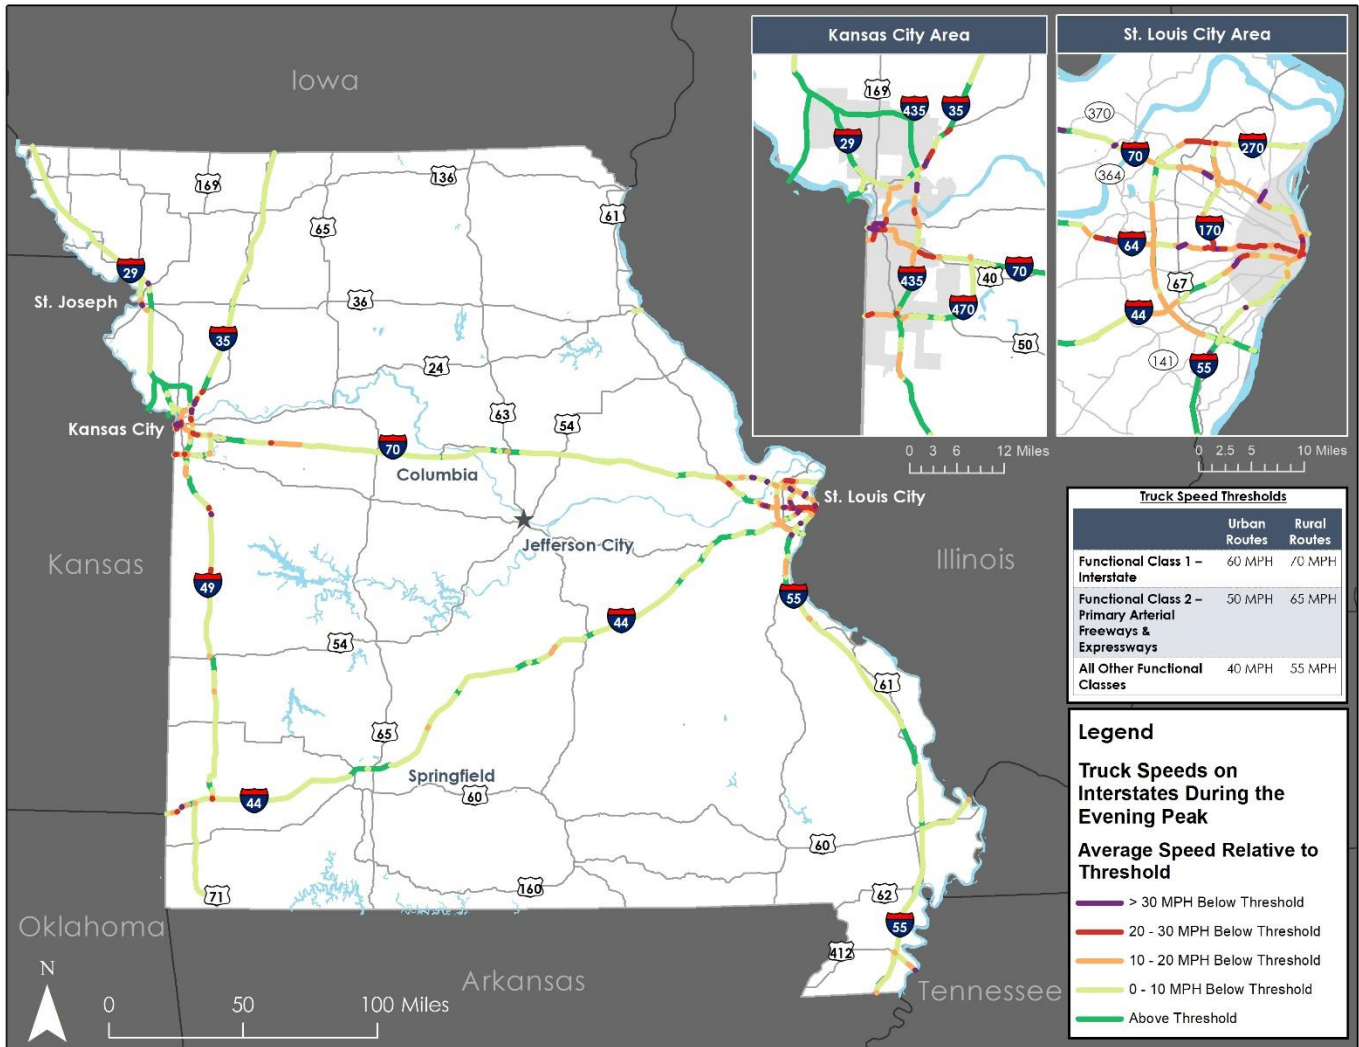 Kansas City Area
St. Louis City Area
Iowa
169
435
35
29
435
70
40
470
50
0 3 6 12 Miles
370
70
270
364
170
64
67
44
141
55
0 2.5 5 10 Miles
169
136
65
61
29
St. Joseph
36
35
24
63
54
Kansas City
70
Columbia
St. Louis City
Jefferson City
Kansas
Illinois
49
55
44
54
61
65
Springfield
60
44
60
71
160
62
55
412
Oklahoma
Arkansas
Tennessee
N
0 50 100 Miles
Truck Speed Thresholds
Urban Routes
Rural Routes
Functional Class 1 –
Interstate
60 MPH 70 MPH
Functional Class 2 –
Primary Arterial
Freeways &
Expressways
50 MPH 65 MPH
All Other Functional
Classes
40 MPH 55 MPH
Legend
Truck Speeds on
Interstates During the
Evening Peak
Average Speed Relative to
Threshold
> 30 MPH Below Threshold
20 - 30 MPH Below Threshold
10 - 20 MPH Below Threshold
0 - 10 MPH Below Threshold
Above Threshold